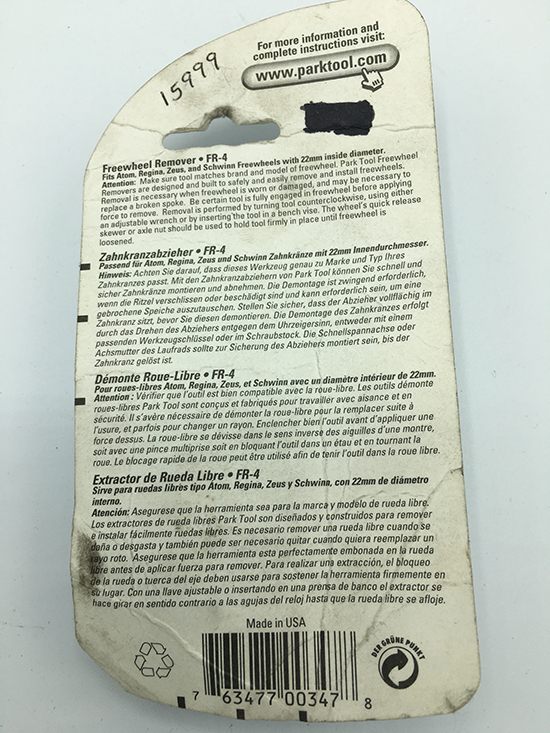 For more information and
complete instructions visit:
www.parktool.com
15999
Freewheel Remover • FR-4
Fits Atom, Regina, Zeus, and Schwinn Freewheels with 22mm inside diameter.
Attention: Make sure tool matches brand and model of freewheel. Park Tool Freewheel
Removers are designed and built to safely and easily remove and install freewheels.
Removal is necessary when freewheel is worn or damaged, and may be necessary to
replace a broken spoke. Be certain tool is fully engaged in freewheel before applying
force to remove. Removal is performed by turning tool counterclockwise, using either
an adjustable wrench or by inserting the tool in a bench vise. The wheel's quick release
skewer or axle nut should be used to hold tool firmly in place until freewheel is
loosened.
Zahnkranzabzieher • FR-4
Passend für Atom, Regina, Zeus und Schwinn Zahnkränze mit 22mm Innendurchmesser.
Hinweis: Achten Sie darauf, dass dieses Werkzeug genau zu Marke und Typ Ihres
Zahnkranzes passt. Mit den Zahnkranzabziehern von Park Tool können Sie schnell und
sicher Zahnkränze montieren und abnehmen. Die Demontage ist zwingend erforderlich,
wenn die Ritzel verschlissen oder beschädigt sind und kann erforderlich sein, um eine
gebrochene Speiche auszutauschen. Stellen Sie sicher, dass der Abzieher vollflächig im
Kranz sitzt, bevor Sie diesen demontieren. Die Demontage des Zahnkranzes erfolgt
durch das Drehen des Abziehers entgegen dem Uhrzeigersinn, entweder mit einem
passenden Werkzeugschlüssel oder im Schraubstock. Die Schnellspannachse oder
Achsmutter des Laufrads sollte zur Sicherung des Abziehers montiert sein, bis der
Zahnkranz gelöst ist.
Démonte Roue-Libre • FR-4
Pour roues-libres Atom, Regina, Zeus, et Schwinn avec un diamètre intérieur de 22mm.
Attention : Vérifier que l'outil est bien compatible avec la roue-libre. Les outils démonte
roues-libres Park Tool sont conçus et fabriqués pour travailler avec aisance et en
sécurité. Il s'avère nécessaire de démonter la roue-libre pour la remplacer suite à
l'usure, et parfois pour changer un rayon. Enclencher bien l'outil avant d'appliquer une
force dessus. La roue-libre se dévisse dans le sens inverse des aiguilles d'une montre,
soit avec une pince multiprise soit en bloquant l'outil dans un étau et en tournant la
roue. Le blocage rapide de la roue peut être utilisé afin de tenir l'outil dans la roue libre.
Extractor de Rueda Libre • FR-4
Sirve para ruedas libres tipo Atom, Regina, Zeus y Schwinn, con 22mm de diámetro
interno.
Atención: Asegurese que la herramienta sea para la marca y modelo de rueda libre.
Los extractores de rueda libres Park Tool son diseñados y construidos para remover
e instalar fácilmente ruedas libres. Es necesario remover una rueda libre cuando se
daña o desgasta y también puede ser necesario quitar cuando quiera reemplazar un
rayo roto. Asegurese que la herramienta esta perfectamente embonada en la rueda
libre antes de aplicar fuerza para remover. Para realizar una extracción, el bloqueo
de la rueda o tuerca del eje deben usarse para sostener la herramienta firmemente en
su lugar. Con una llave ajustable o insertando en una prensa de banco el extractor se
hace girar en sentido contrario a las agujas del reloj hasta que la rueda libre se afloje.
Made in USA
DER GRÜNE PUNKT
7 63477 00347 8